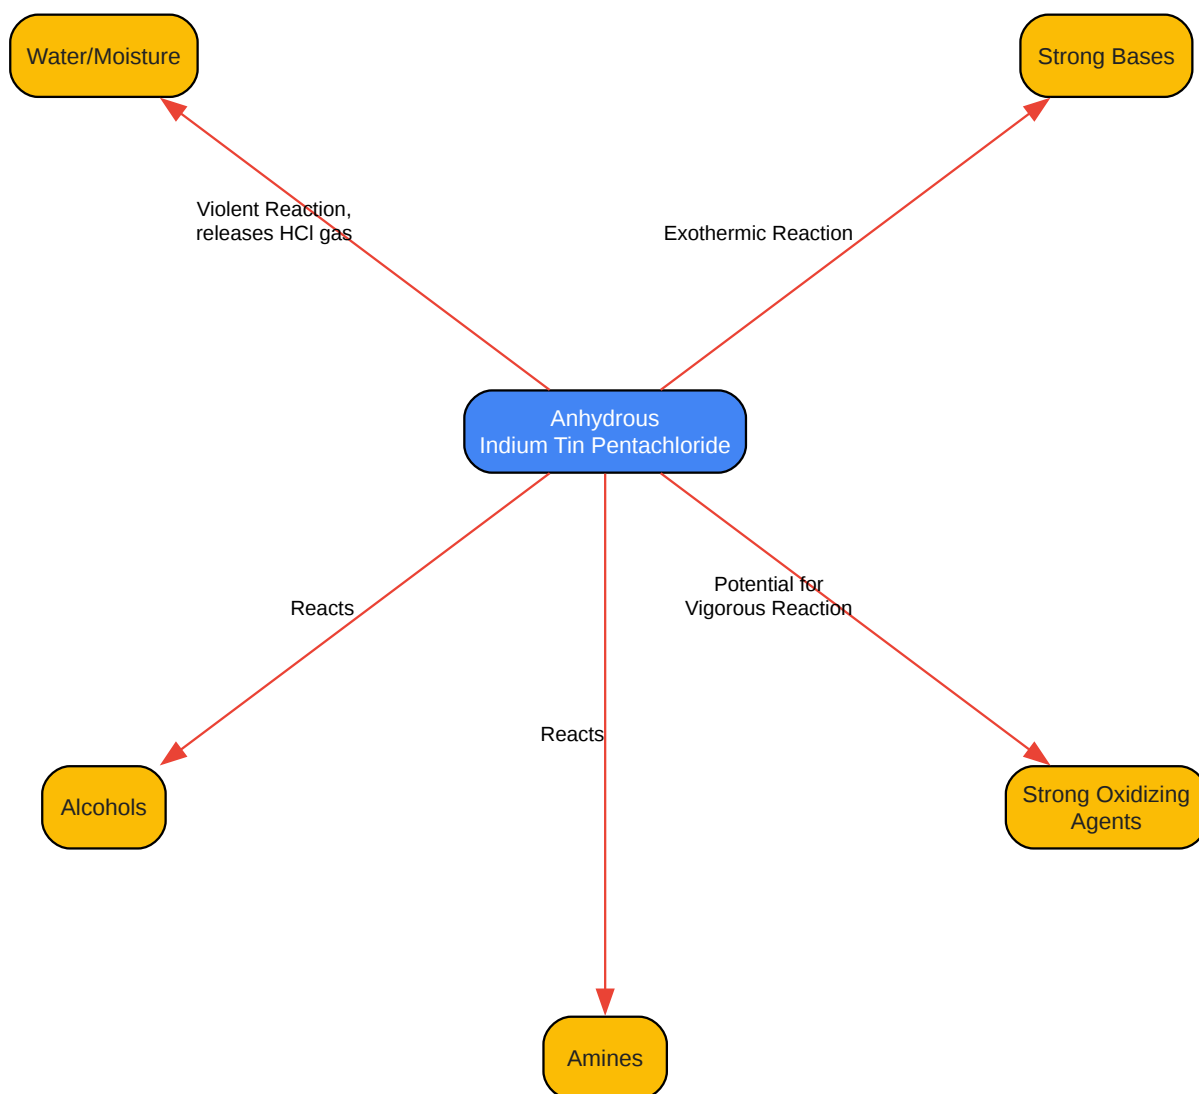 Water/Moisture
Strong Bases
Violent Reaction,
releases HCl gas
Exothermic Reaction
Anhydrous
Indium Tin Pentachloride
Reacts
Potential for
Vigorous Reaction
Reacts
Alcohols
Strong Oxidizing
Agents
Amines